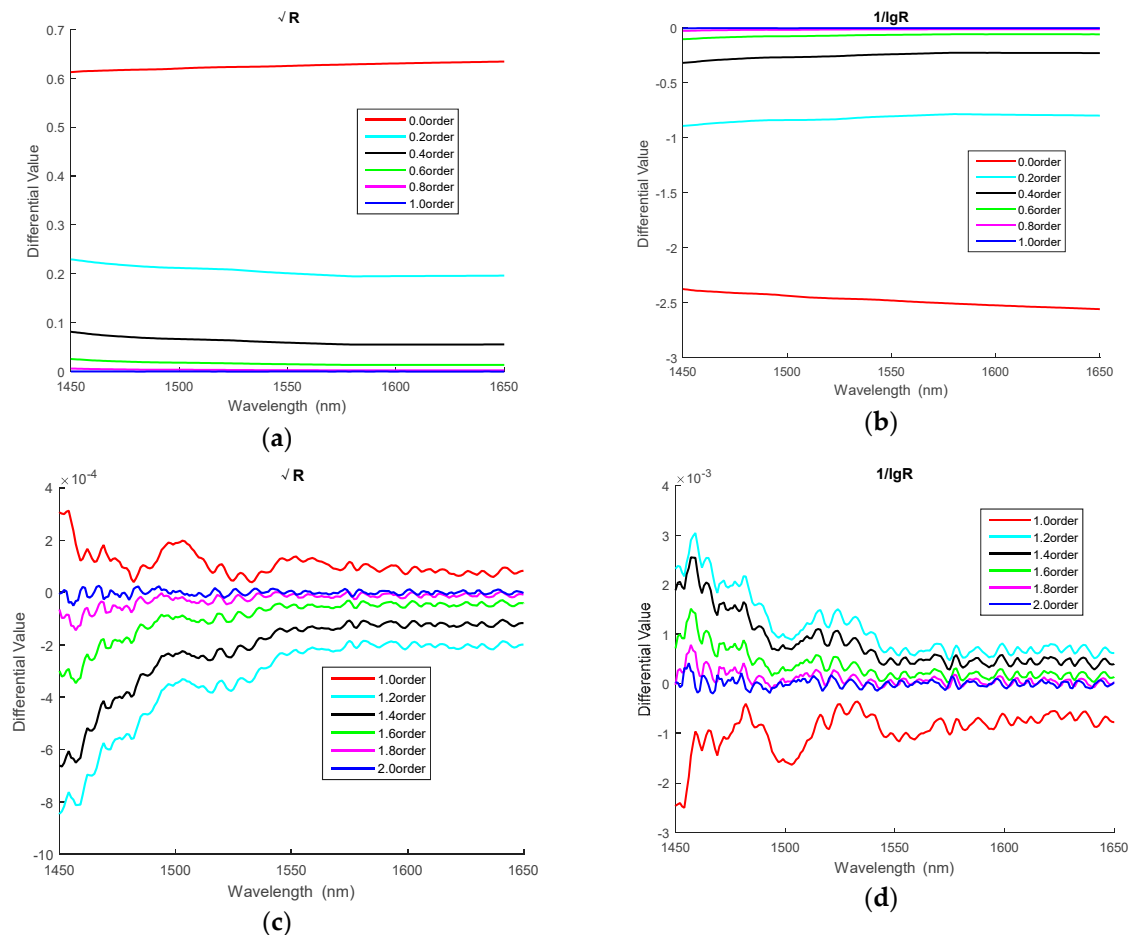 √R
0.7
0.6
0.5
0.4
0.3
0.2
0.1
0
Differential Value
0.0order
0.2order
0.4order
0.6order
0.8order
1.0order
1450 1500 1550 1600 1650
Wavelength (nm)
(a)
1/lgR
0
-0.5
-1
-1.5
-2
-2.5
-3
Differential Value
0.0order
0.2order
0.4order
0.6order
0.8order
1.0order
1450 1500 1550 1600 1650
Wavelength (nm)
(b)
√R
×10-4
4
2
0
-2
-4
-6
-8
-10
Differential Value
1.0order
1.2order
1.4order
1.6order
1.8order
2.0order
1450 1500 1550 1600 1650
Wavelength (nm)
(c)
1/lgR
×10-3
4
3
2
1
0
-1
-2
-3
Differential Value
1.0order
1.2order
1.4order
1.6order
1.8order
2.0order
1450 1500 1550 1600 1650
Wavelength (nm)
(d)